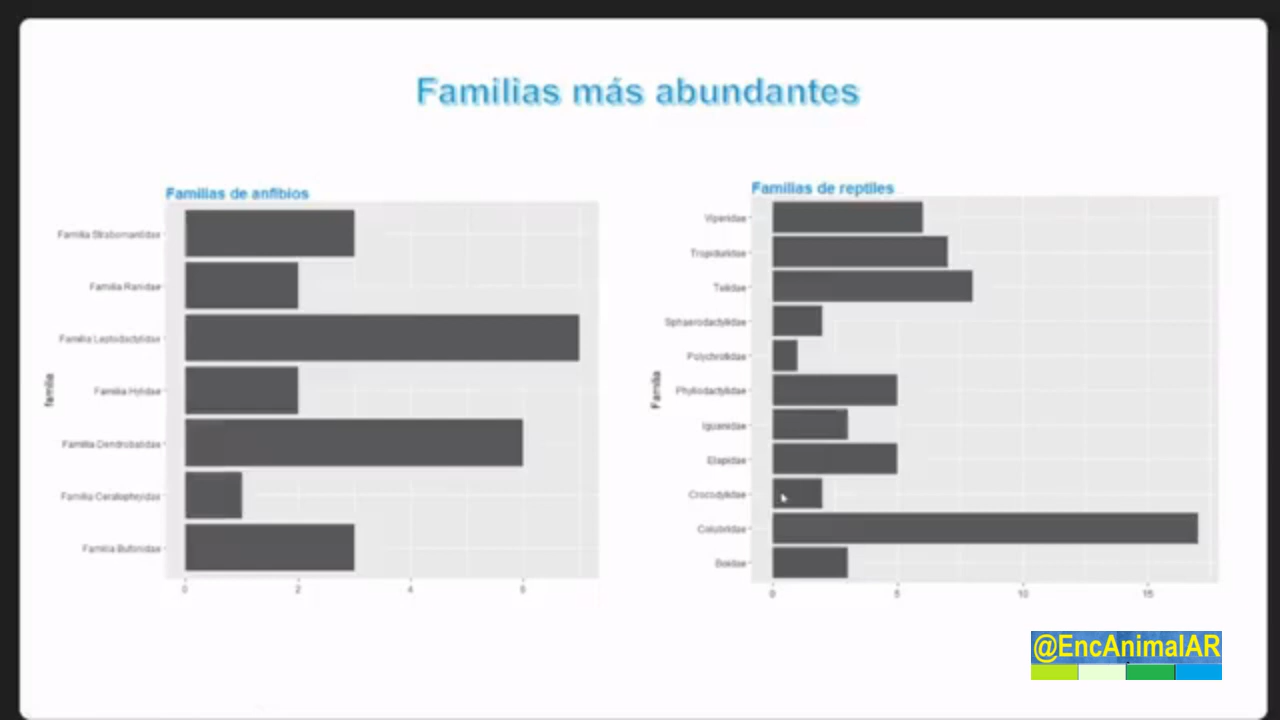 Familias más abundantes
Familias de anfibios
Familia Strabomantidae
Familia Ranidae
Familia Leptodactylidae
Familia Hylidae
Familia Dendrobatidae
Familia Ceratophryidae
Familia Bufonidae
familia
0 2 4 6
Familias de reptiles
Viperidae
Tropiduridae
Teiidae
Sphaerodactylidae
Polychrotidae
Phyllodactylidae
Iguanidae
Elapidae
Crocodylidae
Colubridae
Boidae
Familia
0 5 10 15
@EncAnimalAR